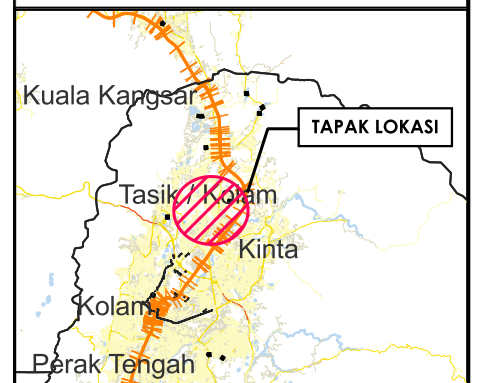 Kuala Kangsar
TAPAK LOKASI
Tasik / Kolam
Kinta
Kolam
Perak Tengah